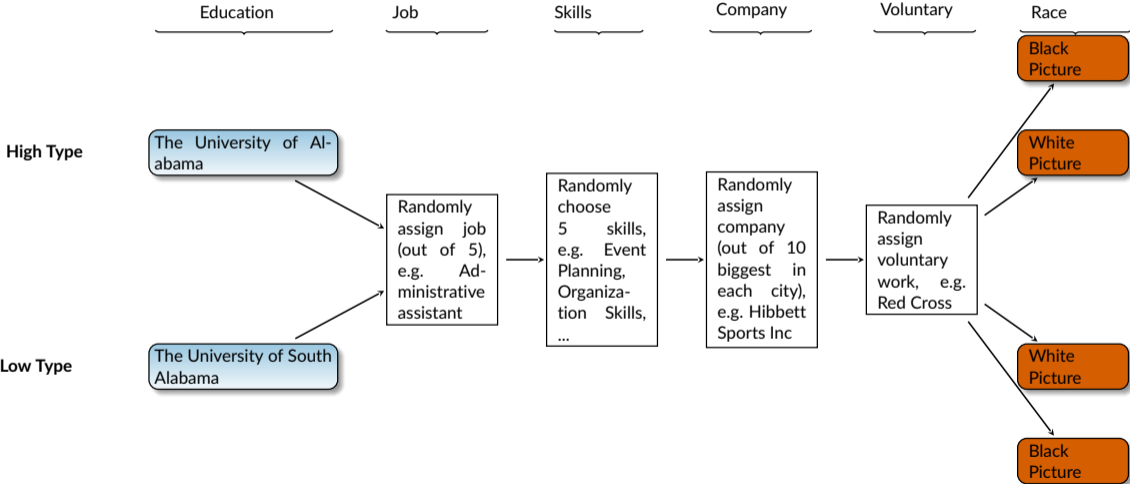 Education
Job
Skills
Company
Voluntary
Race
High Type
Low Type
The University of Al-
abama
The University of South
Alabama
Randomly
assign job
(out of 5),
e.g. Ad-
ministrative
assistant
Randomly
choose
5 skills,
e.g. Event
Planning,
Organiza-
tion Skills,
...
Randomly
assign
company
(out of 10
biggest in
each city),
e.g. Hibbett
Sports Inc
Randomly
assign
voluntary
work, e.g.
Red Cross
Black
Picture
White
Picture
White
Picture
Black
Picture